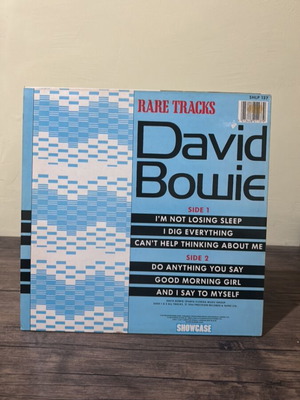 SHLP 137
RARE TRACKS
David
Bowie
SIDE 1
I'M NOT LOSING SLEEP
I DIG EVERYTHING
CAN'T HELP THINKING ABOUT ME
SIDE 2
DO ANYTHING YOU SAY
GOOD MORNING GIRL
AND I SAY TO MYSELF
SHOWCASE